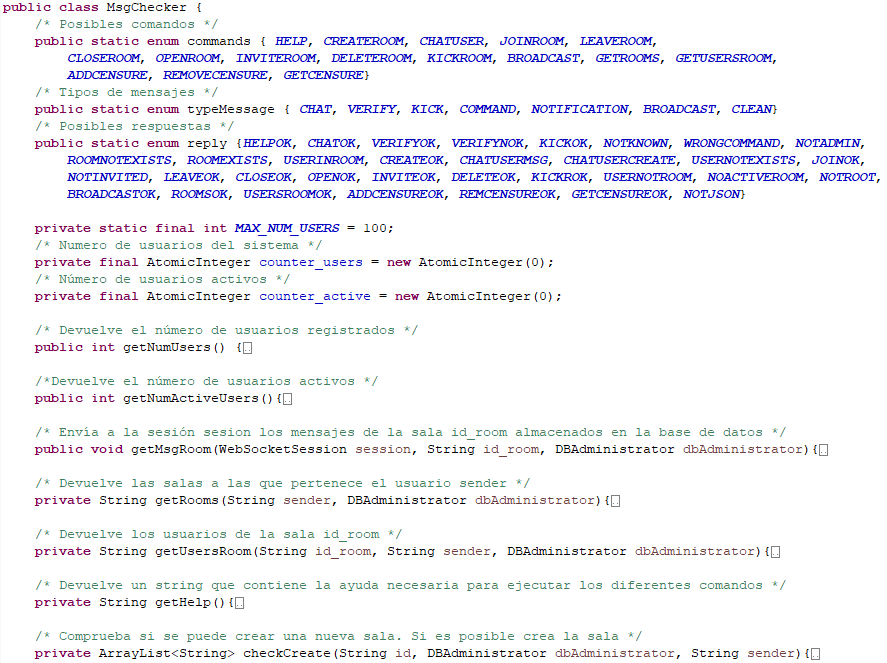 public class MsgChecker {
/* Posibles comandos */
public static enum commands { HELP, CREATEROOM, CHATUSER, JOINROOM, LEAVEROOM,
CLOSEROOM, OPENROOM, INVITEROOM, DELETEROOM, KICKROOM, BROADCAST, GETROOMS, GETUSERSROOM,
ADDCENSURE, REMOVECENSURE, GETCENSURE}
/* Tipos de mensajes */
public static enum typeMessage { CHAT, VERIFY, KICK, COMMAND, NOTIFICATION, BROADCAST, CLEAN}
/* Posibles respuestas */
public static enum reply {HELPOK, CHATOK, VERIFYOK, VERIFYNOK, KICKOK, NOTKNOWN, WRONGCOMMAND, NOTADMIN,
ROOMNOTEXISTS, ROOMEXISTS, USERINROOM, CREATEOK, CHATUSERMSG, CHATUSERCREATE, USERNOTEXISTS, JOINOK,
NOTINVITED, LEAVEOK, CLOSEOK, OPENOK, INVITEOK, DELETEOK, KICKROK, USERNOTROOM, NOACTIVEROOM, NOTROOT,
BROADCASTOK, ROOMSOK, USERSROOMOK, ADDCENSUREOK, REMCENSUREOK, GETCENSUREOK, NOTJSON}
private static final int MAX_NUM_USERS = 100;
/* Numero de usuarios del sistema */
private final AtomicInteger counter_users = new AtomicInteger(0);
/* Número de usuarios activos */
private final AtomicInteger counter_active = new AtomicInteger(0);
/* Devuelve el número de usuarios registrados */
public int getNumUsers() {
/*Devuelve el número de usuarios activos */
public int getNumActiveUsers(){
/* Envía a la sesión sesion los mensajes de la sala id_room almacenados en la base de datos */
public void getMsgRoom(WebSocketSession session, String id_room, DBAdministrator dbAdministrator){
/* Devuelve las salas a las que pertenece el usuario sender */
private String getRooms(String sender, DBAdministrator dbAdministrator){
/* Devuelve los usuarios de la sala id_room */
private String getUsersRoom(String id_room, String sender, DBAdministrator dbAdministrator){
/* Devuelve un string que contiene la ayuda necesaria para ejecutar los diferentes comandos */
private String getHelp(){
/* Comprueba si se puede crear una nueva sala. Si es posible crea la sala */
private ArrayList<String> checkCreate(String id, DBAdministrator dbAdministrator, String sender){